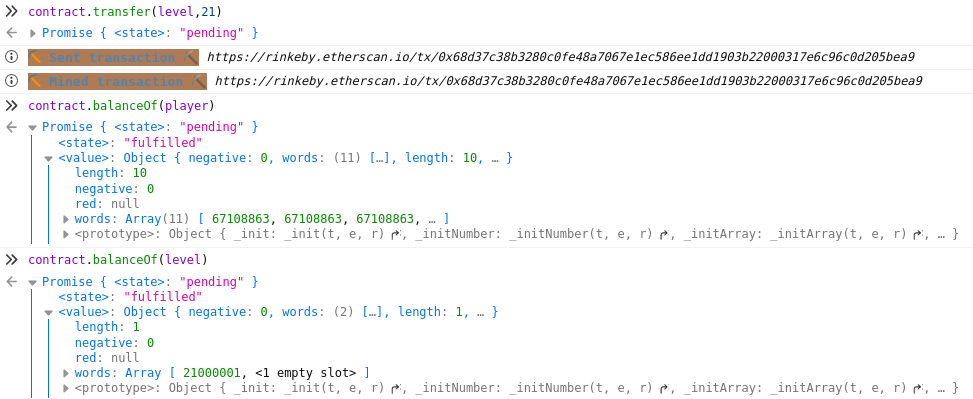 contract.transfer(level,21)
Promise { <state>: "pending" }
Sent transaction https://rinkeby.etherscan.io/tx/0x68d37c38b3280c0fe48a7067e1ec586ee1dd1903b22000317e6c96c0d205bea9
Mined transaction https://rinkeby.etherscan.io/tx/0x68d37c38b3280c0fe48a7067e1ec586ee1dd1903b22000317e6c96c0d205bea9
contract.balanceOf(player)
Promise { <state>: "pending" }
<state>: "fulfilled"
<value>: Object { negative: 0, words: (11) […], length: 10, … }
length: 10
negative: 0
red: null
words: Array(11) [ 67108863, 67108863, 67108863, … ]
<prototype>: Object { _init: _init(t, e, r), _initNumber: _initNumber(t, e, r), _initArray: _initArray(t, e, r), … }
contract.balanceOf(level)
Promise { <state>: "pending" }
<state>: "fulfilled"
<value>: Object { negative: 0, words: (2) […], length: 1, … }
length: 1
negative: 0
red: null
words: Array [ 21000001, <1 empty slot> ]
<prototype>: Object { _init: _init(t, e, r), _initNumber: _initNumber(t, e, r), _initArray: _initArray(t, e, r), … }